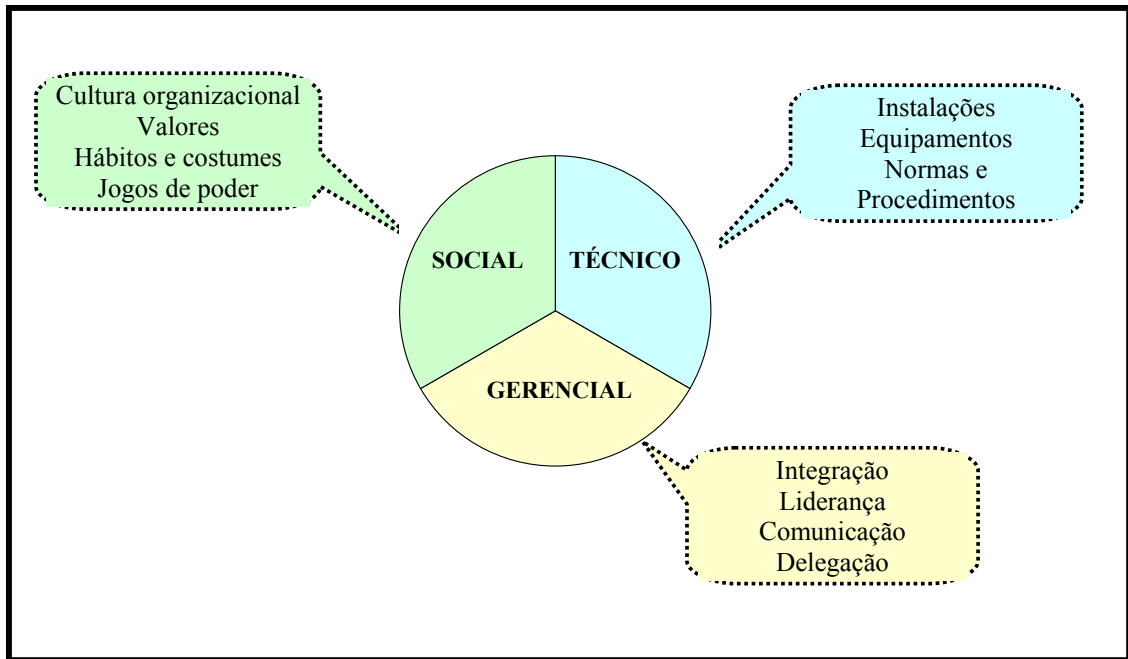 Cultura organizacional
Valores
Hábitos e costumes
Jogos de poder
Instalações
Equipamentos
Normas e
Procedimentos
SOCIAL
TÉCNICO
GERENCIAL
Integração
Liderança
Comunicação
Delegação